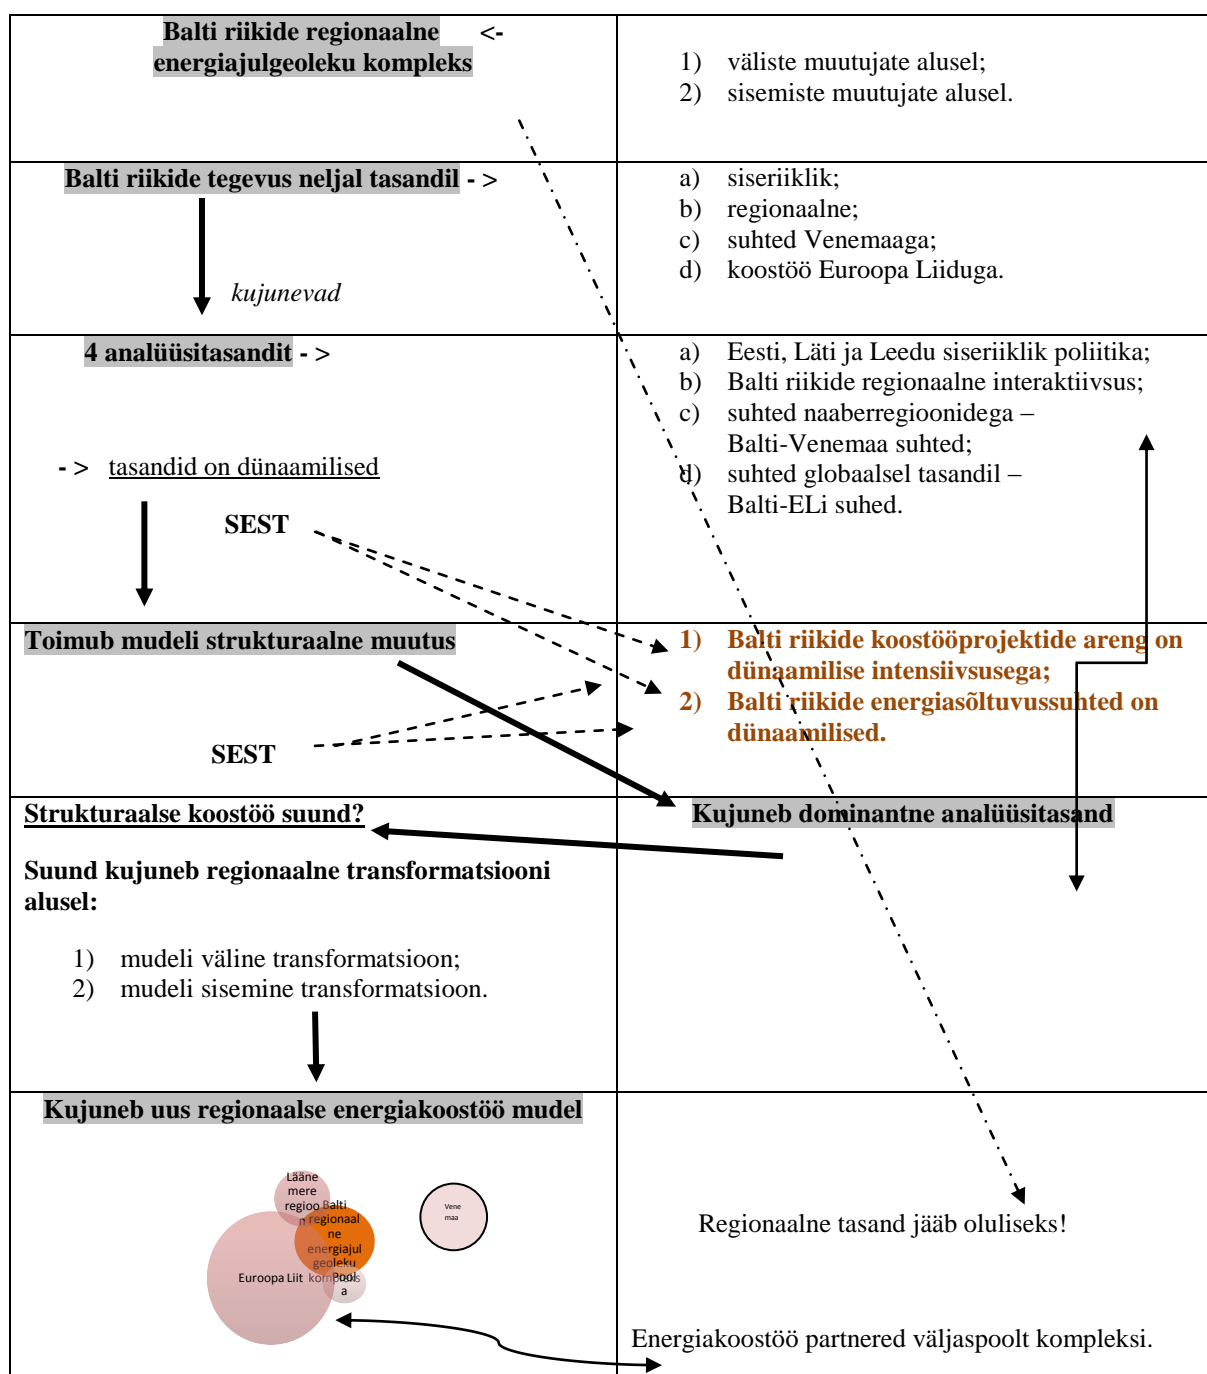 Balti riikide regionaalne <-
energiajulgeoleku kompleks
1) väliste muutujate alusel;
2) sisemiste muutujate alusel.
Balti riikide tegevus neljal tasandil - >
kujunevad
a) siseriiklik;
b) regionaalne;
c) suhted Venemaaga;
d) koostöö Euroopa Liiduga.
4 analüüsitasandit - >
- > tasandid on dünaamilised
SEST
a) Eesti, Läti ja Leedu siseriiklik poliitika;
b) Balti riikide regionaalne interaktiivsus;
c) suhted naaberregioonidega –
Balti-Venemaa suhted;
d) suhted globaalsel tasandil –
Balti-ELi suhed.
Toimub mudeli strukturaalne muutus
SEST
1) Balti riikide koostööprojektide areng on
dünaamilise intensiivsusega;
2) Balti riikide energiasõltuvussuhted on
dünaamilised.
Strukturaalse koostöö suund?
Suund kujuneb regionaalne transformatsiooni
alusel:
1) mudeli väline transformatsioon;
2) mudeli sisemine transformatsioon.
Kujuneb dominantne analüüsitasand
Kujuneb uus regionaalse energiakoostöö mudel
Lääne
mere
regioo
n
Balti
regionaal
ne
energiajul
geoleku
kompleks
Euroopa Liit
Pool
a
Vene
maa
Regionaalne tasand jääb oluliseks!
Energiakoostöö partnered väljaspoolt kompleksi.